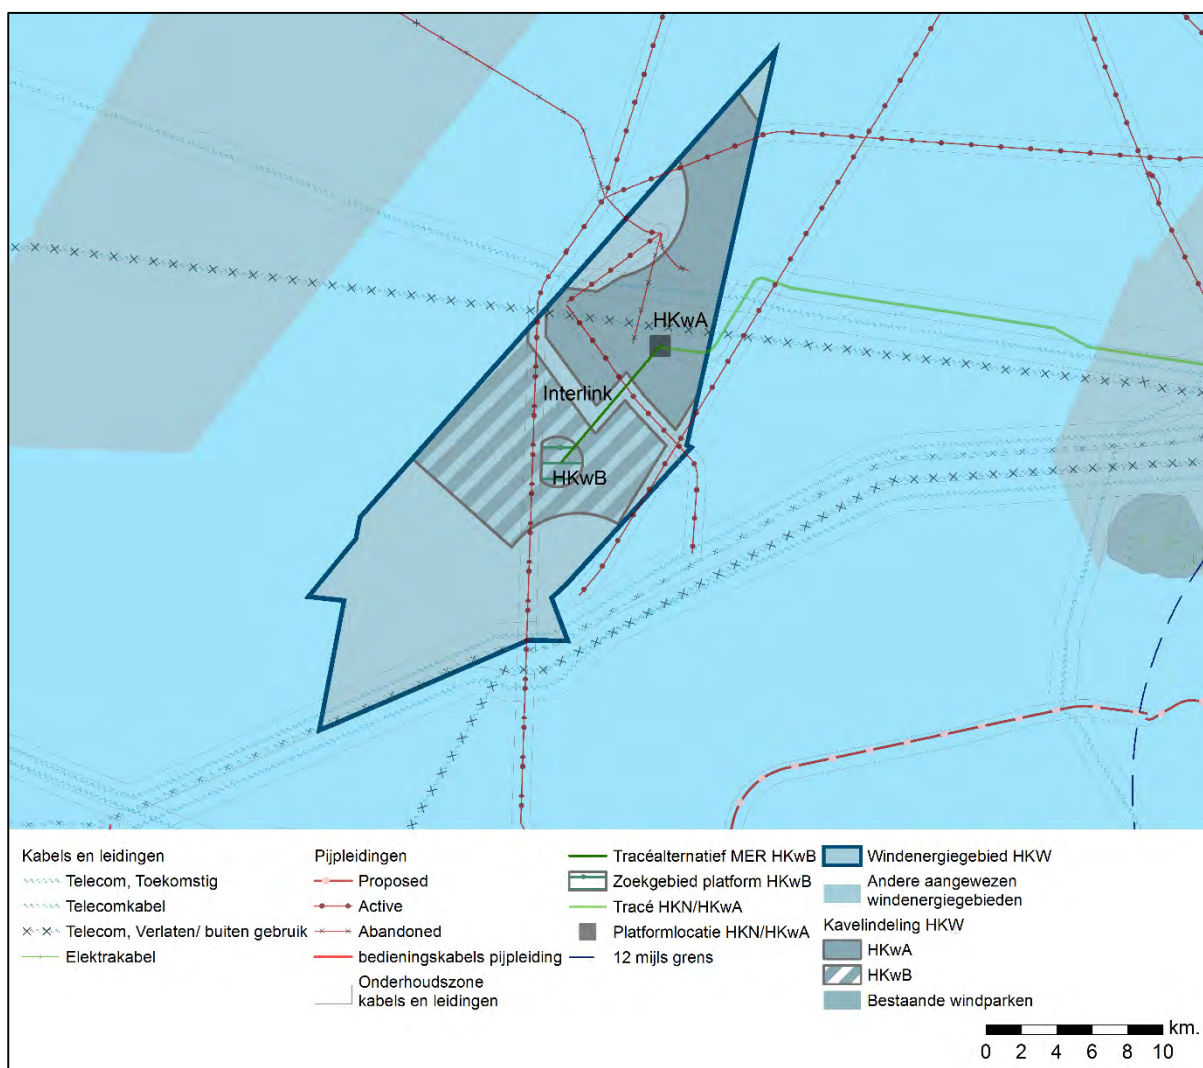 HKwA
Interlink
HKwB
Kabels en leidingen
Telecom, Toekomstig
Telecomkabel
Telecom, Verlaten/ buiten gebruik
Elektrakabel
Pijpleidingen
Proposed
Active
Abandoned
bedieningskabels pijpleiding
Onderhoudszone
kabels en leidingen
Tracéalternatief MER HKwB
Zoekgebied platform HKwB
Tracé HKN/HKwA
Platformlocatie HKN/HKwA
12 mijls grens
Windenergiegebied HKW
Andere aangewezen
windenergiegebieden
Kavelindeling HKW
HKwA
HKwB
Bestaande windparken
km.
0 2 4 6 8 10